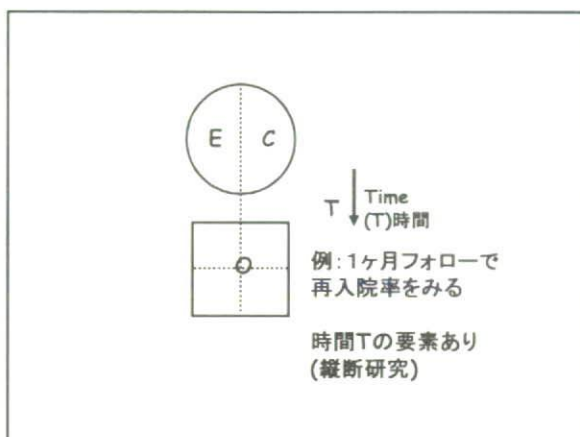 E C
T
Time
(T)時間
O
例:1ヶ月フォローで
再入院率をみる
時間Tの要素あり
(縦断研究)